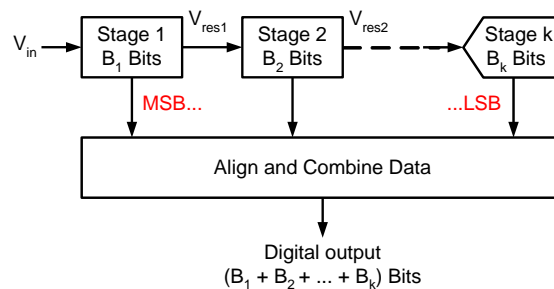 V_in
Stage 1
B_1 Bits
V_res1
Stage 2
B_2 Bits
V_res2
Stage k
B_k Bits
MSB...
...LSB
Align and Combine Data
Digital output
(B_1 + B_2 + ... + B_k) Bits